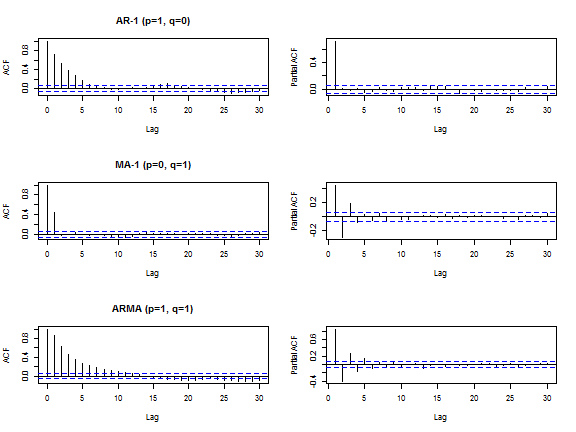 AR-1 (p=1, q=0)
ACF
0.0 0.4 0.8
0 5 10 15 20 25 30
Lag
Partial ACF
0.0 0.4
0 5 10 15 20 25 30
Lag
MA-1 (p=0, q=1)
ACF
0.0 0.4 0.8
0 5 10 15 20 25 30
Lag
Partial ACF
-0.2 0.2
0 5 10 15 20 25 30
Lag
ARMA (p=1, q=1)
ACF
0.0 0.4 0.8
0 5 10 15 20 25 30
Lag
Partial ACF
-0.4 0.2 0.6
0 5 10 15 20 25 30
Lag